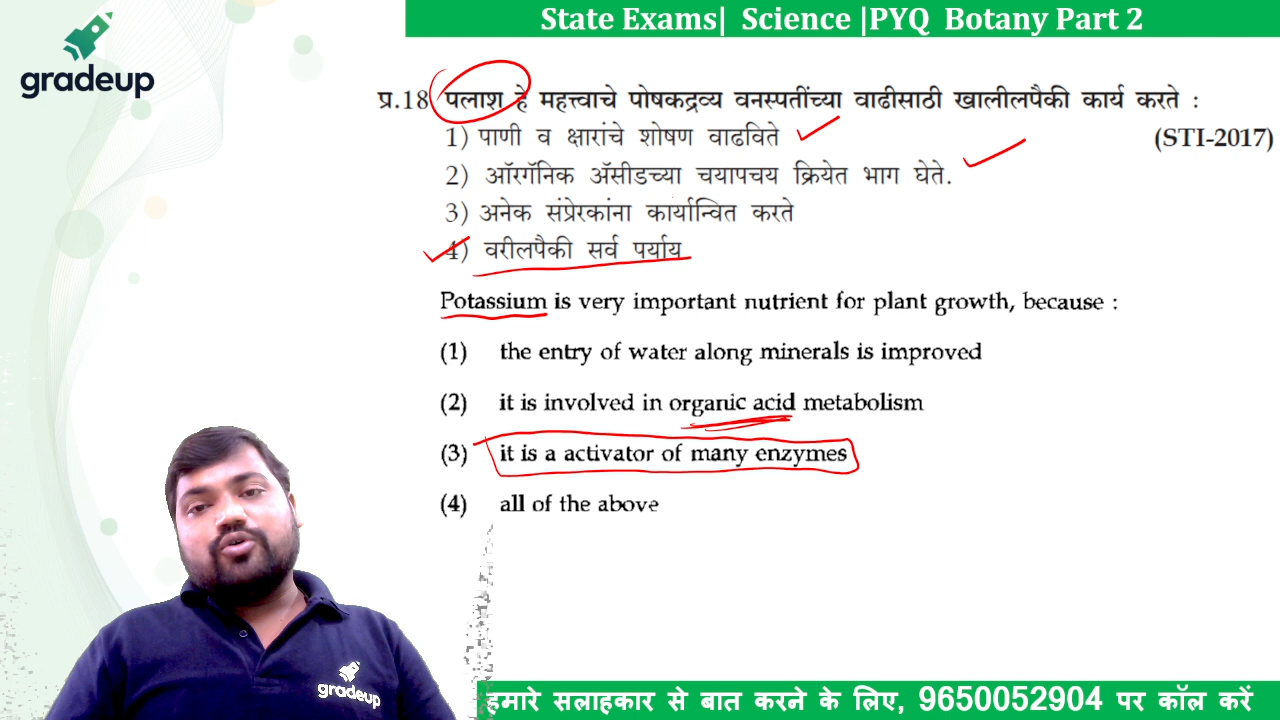 State Exams| Science |PYQ Botany Part 2
gradeup
प्र.18 पलाश हे महत्त्वाचे पोषकद्रव्य वनस्पतींच्या वाढीसाठी खालीलपैकी कार्य करते :
1) पाणी व क्षारांचे शोषण वाढविते
(STI-2017)
2) ऑरगॅनिक ॲसीडच्या चयापचय क्रियेत भाग घेते.
3) अनेक संप्रेरकांना कार्यान्वित करते
4) वरीलपैकी सर्व पर्याय
Potassium is very important nutrient for plant growth, because :
(1) the entry of water along minerals is improved
(2) it is involved in organic acid metabolism
(3) it is a activator of many enzymes
(4) all of the above
gradeup
हमारे सलाहकार से बात करने के लिए, 9650052904 पर कॉल करें